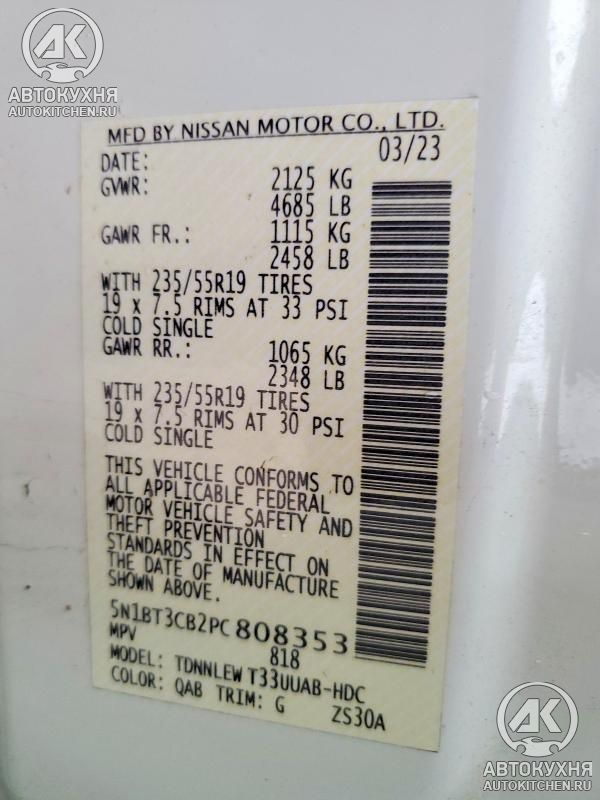 AK
АВТОКУХНЯ
AUTOKITCHEN.RU
MFD BY NISSAN MOTOR CO., LTD.
DATE: 03/23
GVWR: 2125 KG
4685 LB
GAWR FR.: 1115 KG
2458 LB
WITH 235/55R19 TIRES
19 x 7.5 RIMS AT 33 PSI
COLD SINGLE
GAWR RR.: 1065 KG
2348 LB
WITH 235/55R19 TIRES
19 x 7.5 RIMS AT 30 PSI
COLD SINGLE
THIS VEHICLE CONFORMS TO
ALL APPLICABLE FEDERAL
MOTOR VEHICLE SAFETY AND
THEFT PREVENTION
STANDARDS IN EFFECT ON
THE DATE OF MANUFACTURE
SHOWN ABOVE.
5N1BT3CB2PC808353
MPV 818
MODEL: TDNNLEW T33UUAB-HDC
COLOR: QAB TRIM: G ZS30A
AK
АВТОКУХНЯ
AUTOKITCHEN.RU